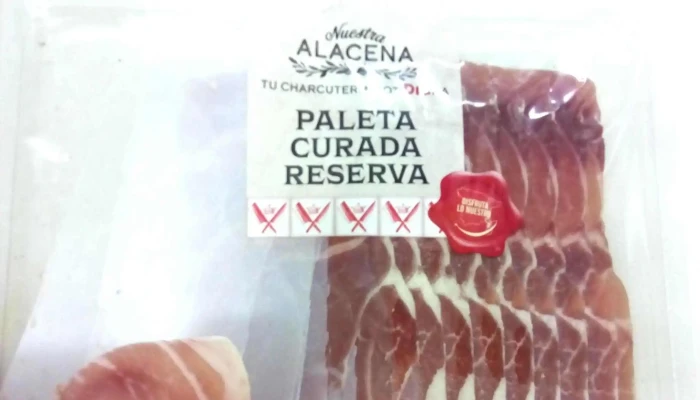 Nuestra
ALACENA
TU CHARCUTER
PALETA
CURADA
RESERVA
DISFRUTA
LO NUESTRO